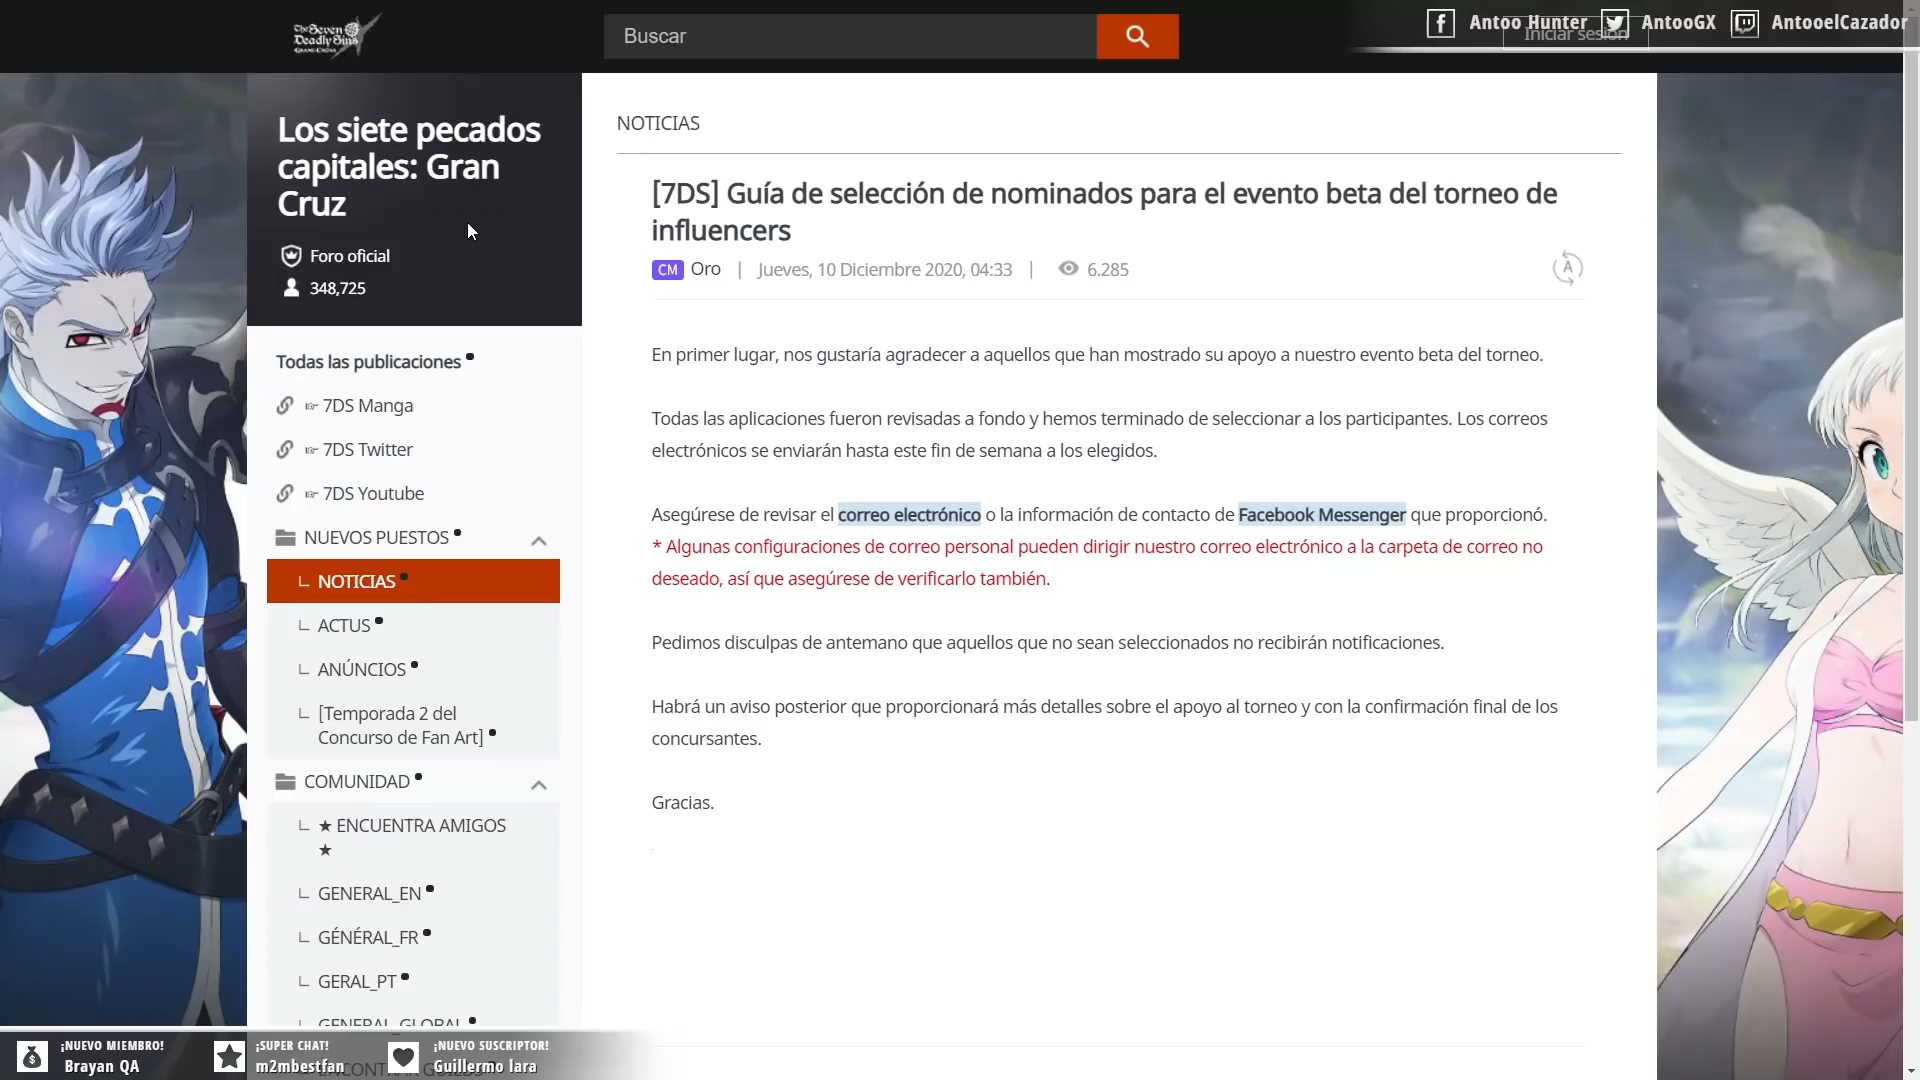 The Seven
Deadly Sins
GRAND CROSS
Buscar
Iniciar sesión
Antoo Hunter
AntooGX
AntooelCazador
Los siete pecados
capitales: Gran
Cruz
Foro oficial
348,725
Todas las publicaciones
☞ 7DS Manga
☞ 7DS Twitter
☞ 7DS Youtube
NUEVOS PUESTOS
NOTICIAS
ACTUS
ANÚNCIOS
[Temporada 2 del
Concurso de Fan Art]
COMUNIDAD
★ ENCUENTRA AMIGOS
★
GENERAL_EN
GÉNÉRAL_FR
GERAL_PT
GENERAL_GLOBAL
ENCONTRAR GUILDS
NOTICIAS
[7DS] Guía de selección de nominados para el evento beta del torneo de
influencers
CM Oro | Jueves, 10 Diciembre 2020, 04:33 | 6.285
A
En primer lugar, nos gustaría agradecer a aquellos que han mostrado su apoyo a nuestro evento beta del torneo.
Todas las aplicaciones fueron revisadas a fondo y hemos terminado de seleccionar a los participantes. Los correos
electrónicos se enviarán hasta este fin de semana a los elegidos.
Asegúrese de revisar el correo electrónico o la información de contacto de Facebook Messenger que proporcionó.
* Algunas configuraciones de correo personal pueden dirigir nuestro correo electrónico a la carpeta de correo no
deseado, así que asegúrese de verificarlo también.
Pedimos disculpas de antemano que aquellos que no sean seleccionados no recibirán notificaciones.
Habrá un aviso posterior que proporcionará más detalles sobre el apoyo al torneo y con la confirmación final de los
concursantes.
Gracias.
.
¡NUEVO MIEMBRO!
Brayan QA
¡SUPER CHAT!
m2mbestfan
¡NUEVO SUSCRIPTOR!
Guillermo lara